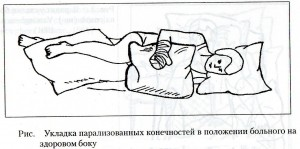 Рис. Укладка парализованных конечностей в положении больного на
здоровом боку